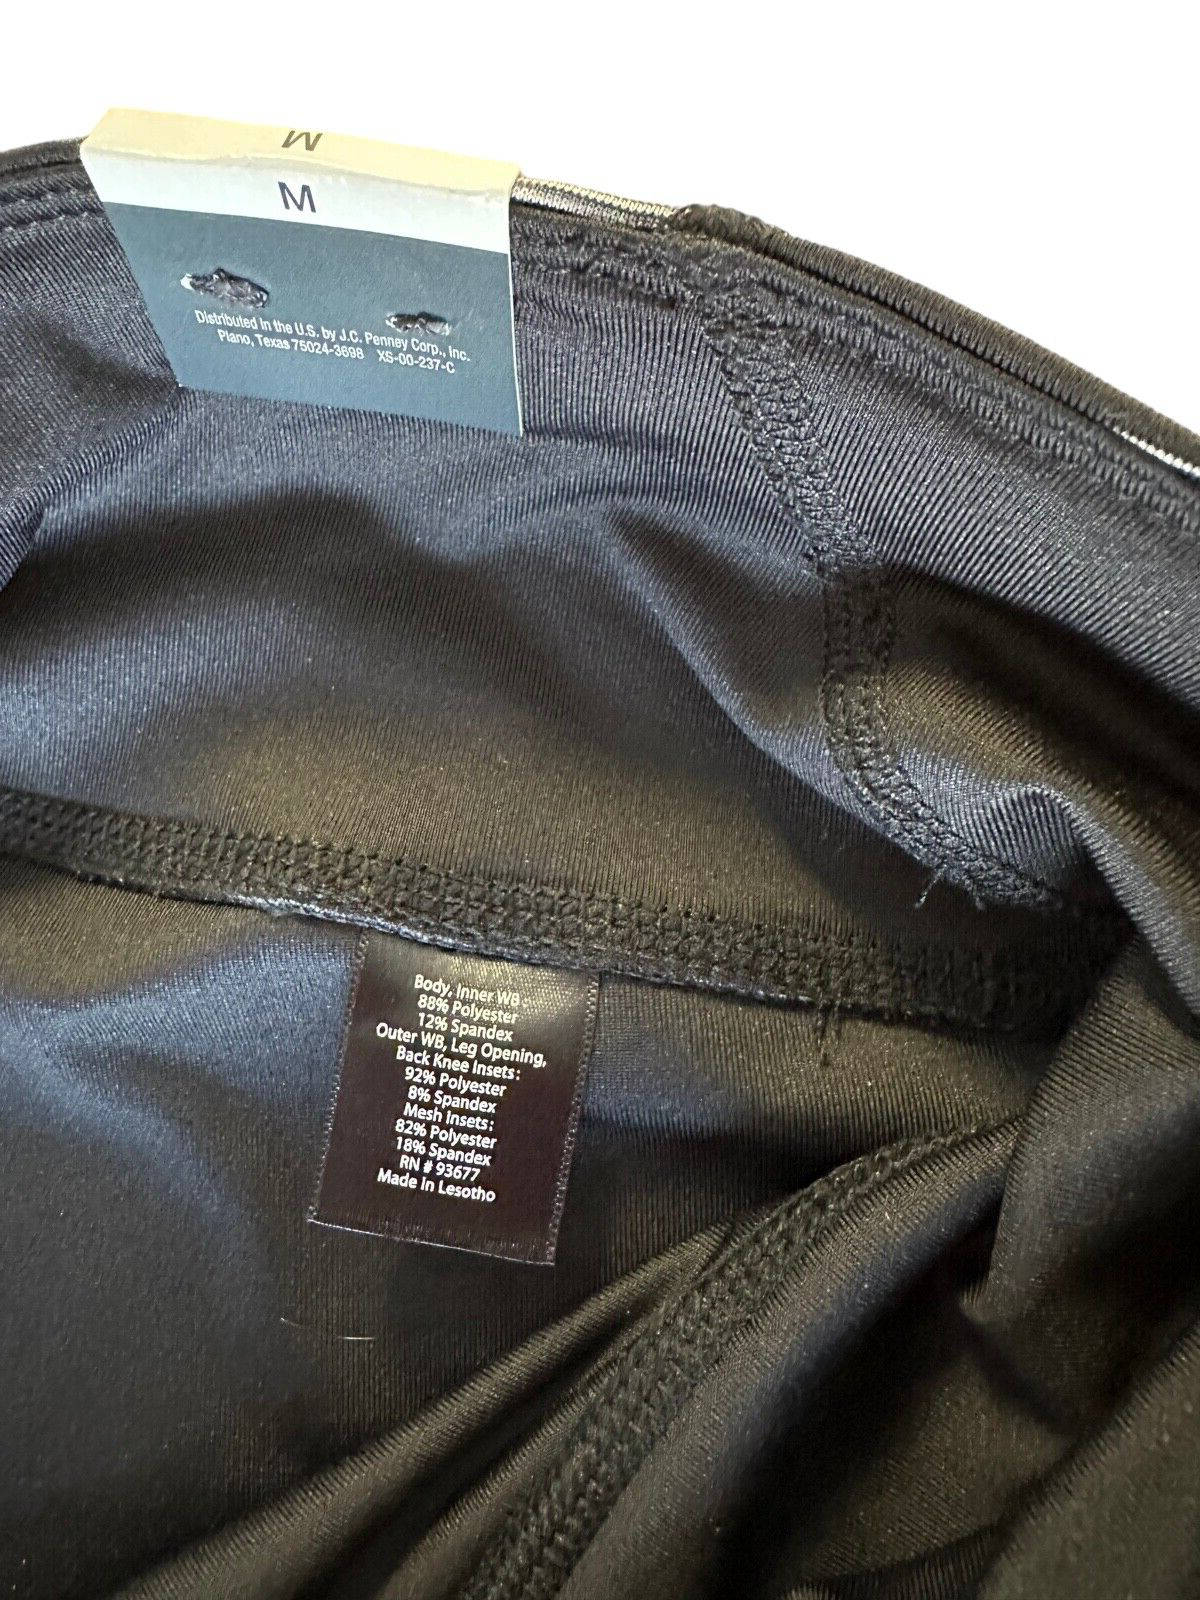 M
M
Distributed in the U.S. by J.C. Penney Corp., Inc.
Plano, Texas 75024-3698 XS-00-237-C
Body, Inner WB
88% Polyester
12% Spandex
Outer WB, Leg Opening,
Back Knee Insets:
92% Polyester
8% Spandex
Mesh Insets:
82% Polyester
18% Spandex
RN # 93677
Made In Lesotho